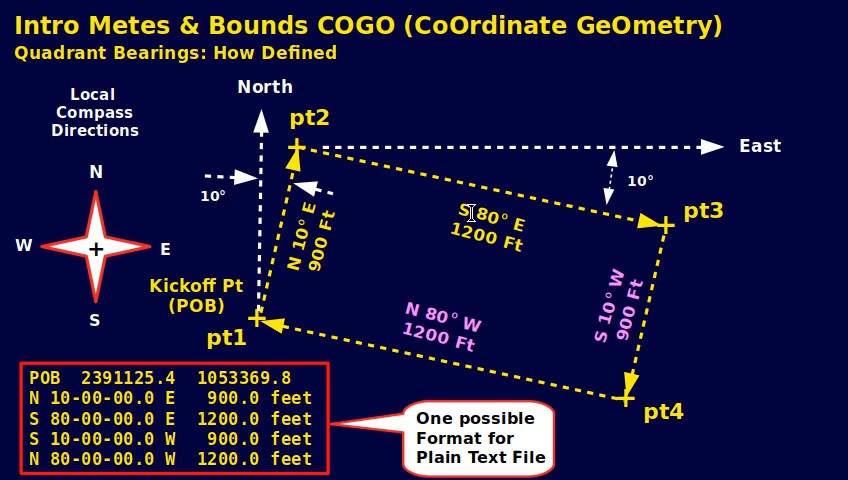 Intro Metes & Bounds COGO (CoOrdinate GeOmetry)
Quadrant Bearings: How Defined
Local
Compass
Directions
N
W
E
S
North
pt2
East
10°
10°
pt3
S 80° E
1200 Ft
N 10° E
900 Ft
Kickoff Pt
(POB)
pt1
N 80° W
1200 Ft
S 10° W
900 Ft
pt4
POB 2391125.4 1053369.8
N 10-00-00.0 E 900.0 feet
S 80-00-00.0 E 1200.0 feet
S 10-00-00.0 W 900.0 feet
N 80-00-00.0 W 1200.0 feet
One possible
Format for
Plain Text File